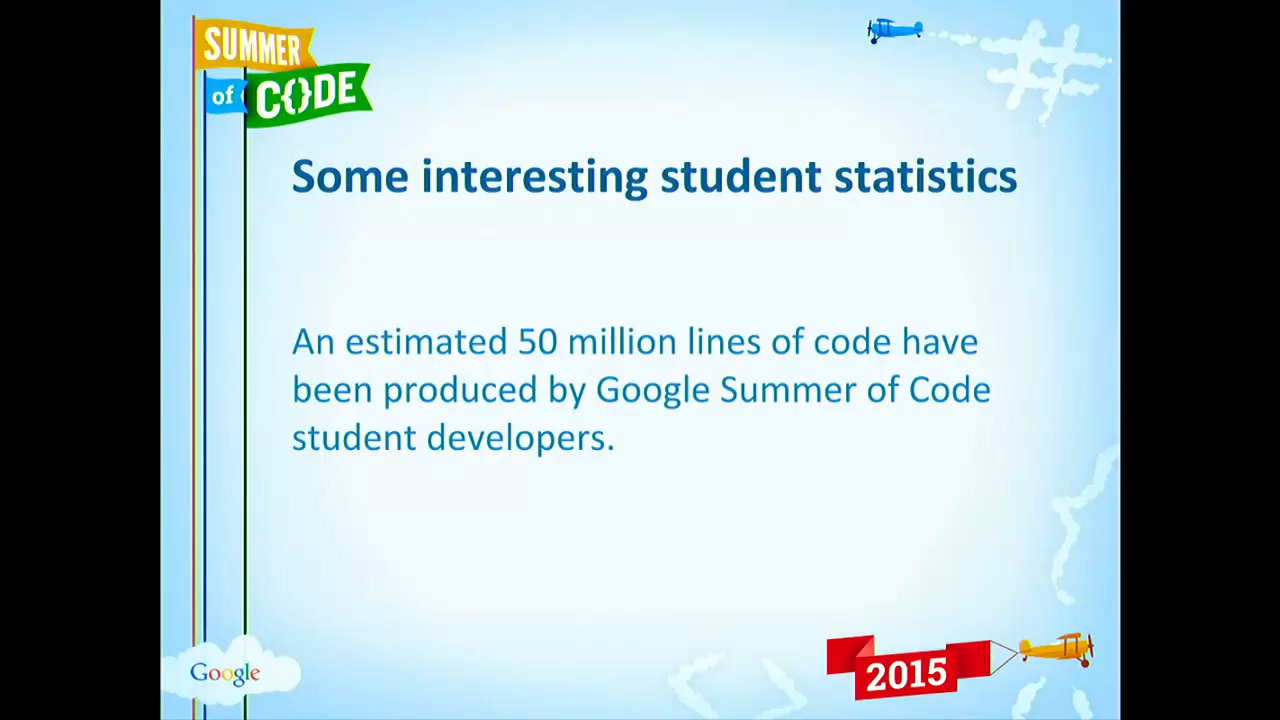 SUMMER
of CODE
Some interesting student statistics
An estimated 50 million lines of code have
been produced by Google Summer of Code
student developers.
Google
2015